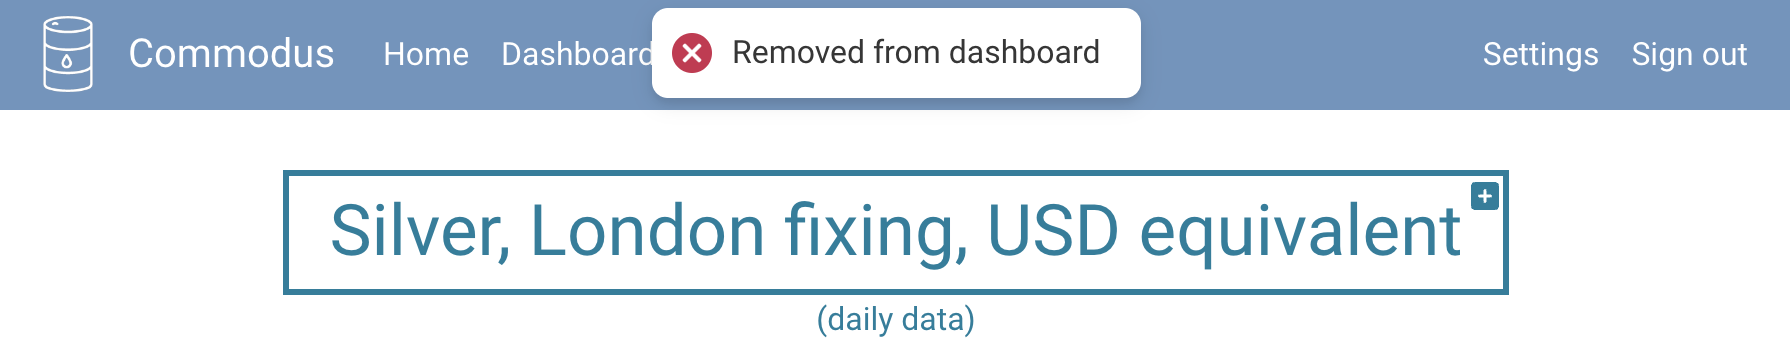 Commodus Home Dashboard Removed from dashboard Settings Sign out
Silver, London fixing, USD equivalent
(daily data)